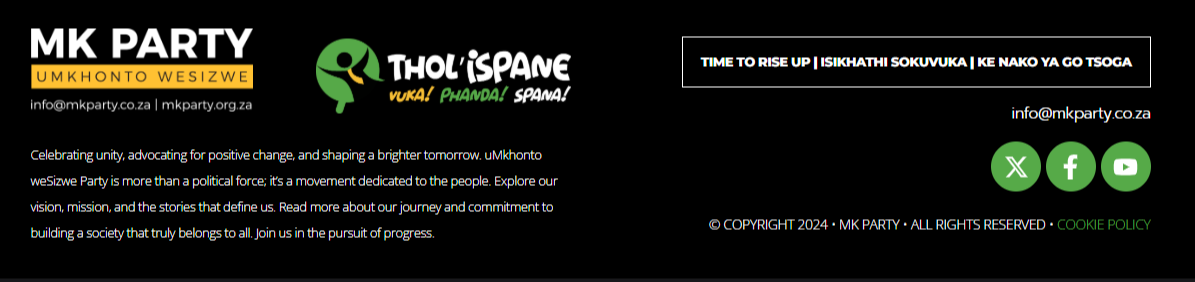 MK PARTY
UMKHONTO WESIZWE
info@mkparty.co.za | mkparty.org.za
THOL'iSPANE
VUKA! PHANDA! SPANA!
Celebrating unity, advocating for positive change, and shaping a brighter tomorrow. uMkhonto
weSizwe Party is more than a political force; it's a movement dedicated to the people. Explore our
vision, mission, and the stories that define us. Read more about our journey and commitment to
building a society that truly belongs to all. Join us in the pursuit of progress.
TIME TO RISE UP | ISIKHATHI SOKUVUKA | KE NAKO YA GO TSOGA
info@mkparty.co.za
© COPYRIGHT 2024 • MK PARTY • ALL RIGHTS RESERVED • COOKIE POLICY